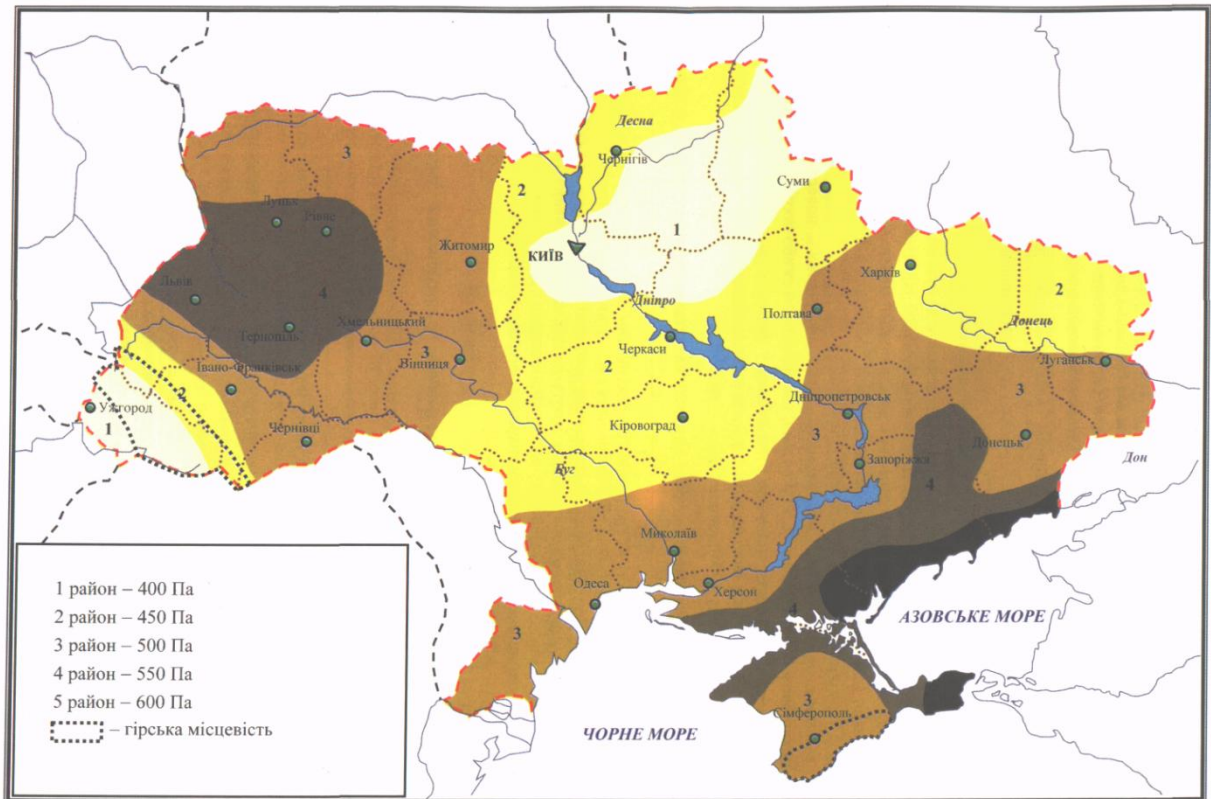 3
Десна
Чернігів
2
Суми
Луцьк
Рівне
1
Житомир
КИЇВ
Харків
2
Львів
4
Дніпро
Полтава
Донець
Тернопіль
Хмельницький
3
Вінниця
Черкаси
Луганськ
Івано-Франківськ
2
2
3
Ужгород
1
Чернівці
Кіровоград
Дніпропетровськ
3
Донецьк
Запоріжжя
Дон
Буг
4
Миколаїв
Одеса
Херсон
4
АЗОВСЬКЕ МОРЕ
3
3
Сімферополь
ЧОРНЕ МОРЕ
1 район – 400 Па
2 район – 450 Па
3 район – 500 Па
4 район – 550 Па
5 район – 600 Па
– гірська місцевість